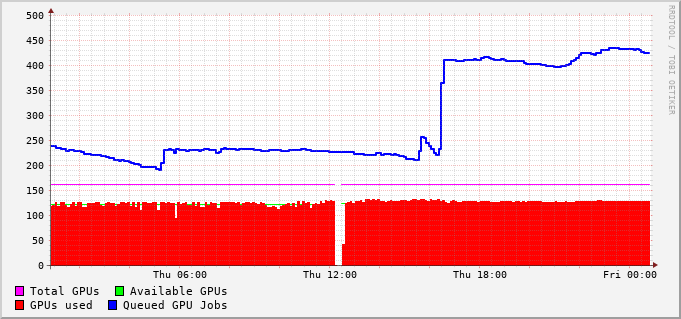 500
450
400
350
300
250
200
150
100
50
0
Thu 06:00 Thu 12:00 Thu 18:00 Fri 00:00
Total GPUs Available GPUs
GPUs used Queued GPU Jobs
RRDTOOL / TOBI OETIKER